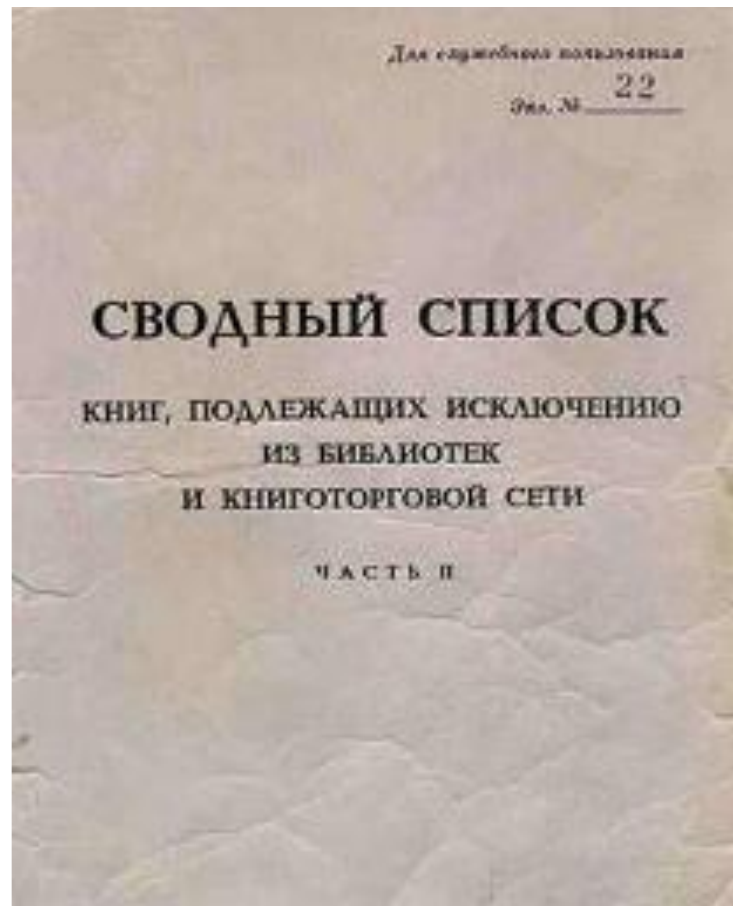 Для служебного пользования
Экз. № 22
СВОДНЫЙ СПИСОК
КНИГ, ПОДЛЕЖАЩИХ ИСКЛЮЧЕНИЮ
ИЗ БИБЛИОТЕК
И КНИГОТОРГОВОЙ СЕТИ
ЧАСТЬ II